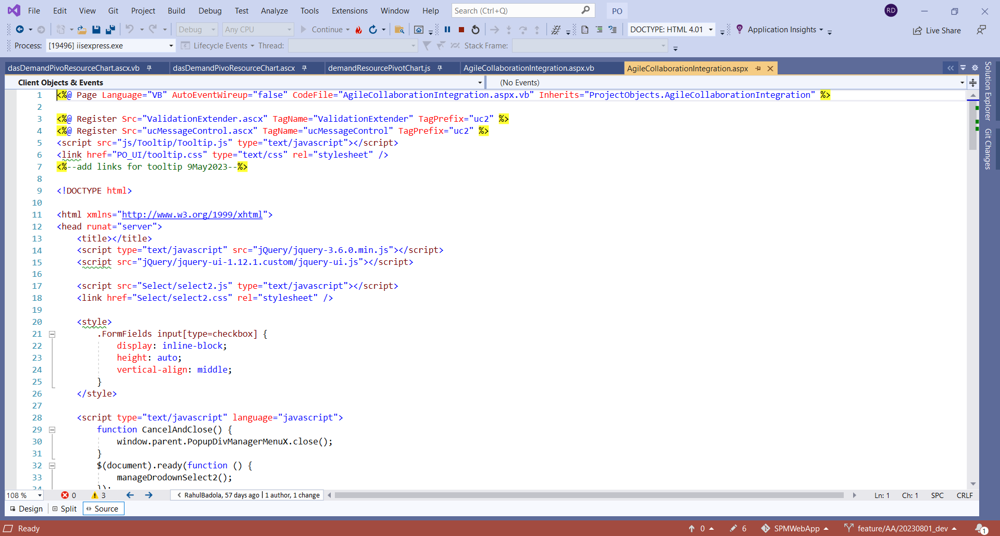 File Edit View Git Project Build Debug Test Analyze Tools Extensions Window Help Search (Ctrl+Q) PO RD
Debug Any CPU Continue DOCTYPE: HTML 4.01 Application Insights Live Share
Process: [19496] iisexpress.exe Lifecycle Events Thread: Stack Frame:
dasDemandPivoResourceChart.ascx.vb dasDemandPivoResourceChart.ascx demandResourcePivotChart.js AgileCollaborationIntegration.aspx.vb AgileCollaborationIntegration.aspx
Client Objects & Events (No Events)
1 <%@ Page Language="VB" AutoEventWireup="false" CodeFile="AgileCollaborationIntegration.aspx.vb" Inherits="ProjectObjects.AgileCollaborationIntegration" %>
2
3 <%@ Register Src="ValidationExtender.ascx" TagName="ValidationExtender" TagPrefix="uc2" %>
4 <%@ Register Src="ucMessageControl.ascx" TagName="ucMessageControl" TagPrefix="uc2" %>
5 <script src="js/Tooltip/Tooltip.js" type="text/javascript"></script>
6 <link href="PO_UI/tooltip.css" type="text/css" rel="stylesheet" />
7 <%--add links for tooltip 9May2023--%>
8
9 <!DOCTYPE html>
10
11 <html xmlns="http://www.w3.org/1999/xhtml">
12 <head runat="server">
13 <title></title>
14 <script type="text/javascript" src="jQuery/jquery-3.6.0.min.js"></script>
15 <script src="jQuery/jquery-ui-1.12.1.custom/jquery-ui.js"></script>
16
17 <script src="Select/select2.js" type="text/javascript"></script>
18 <link href="Select/select2.css" rel="stylesheet" />
19
20 <style>
21 .FormFields input[type=checkbox] {
22 display: inline-block;
23 height: auto;
24 vertical-align: middle;
25 }
26 </style>
27
28 <script type="text/javascript" language="javascript">
29 function CancelAndClose() {
30 window.parent.PopupDivManagerMenuX.close();
31 }
32 $(document).ready(function () {
33 manageDrodownSelect2();
34 });
108 % 0 3 RahulBadola, 57 days ago | 1 author, 1 change Ln: 1 Ch: 1 SPC CRLF
Design Split Source
Ready 0 6 SPMWebApp feature/AA/20230801_dev 1
Solution Explorer
Git Changes